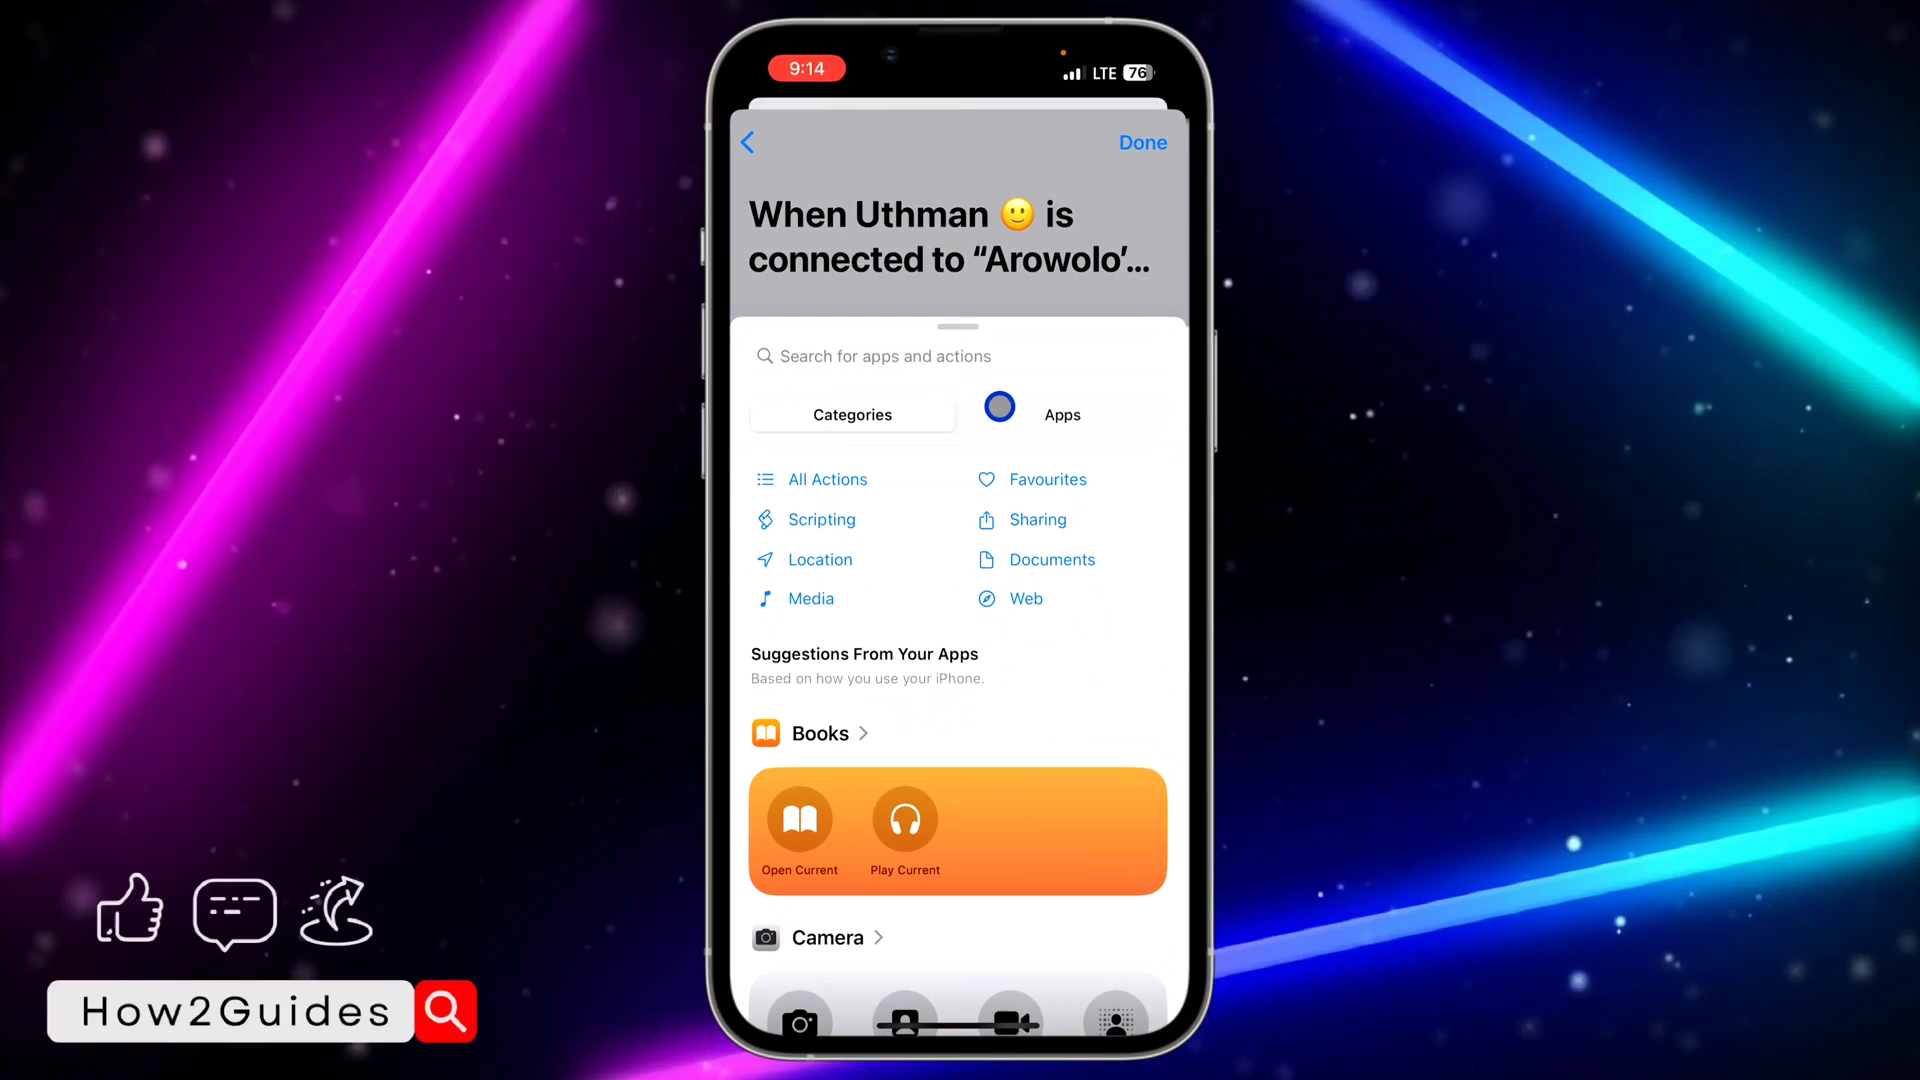 9:14
LTE 76
Done
When Uthman 🙂 is
connected to “Arowolo’...
Search for apps and actions
Categories Apps
All Actions Favourites
Scripting Sharing
Location Documents
Media Web
Suggestions From Your Apps
Based on how you use your iPhone.
Books
Open Current Play Current
Camera
How2Guides